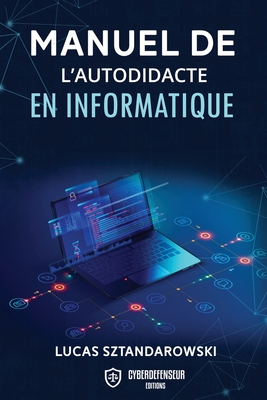 MANUEL DE
L'AUTODIDACTE
EN INFORMATIQUE
LUCAS SZTANDAROWSKI
CYBERDEFENSEUR
EDITIONS